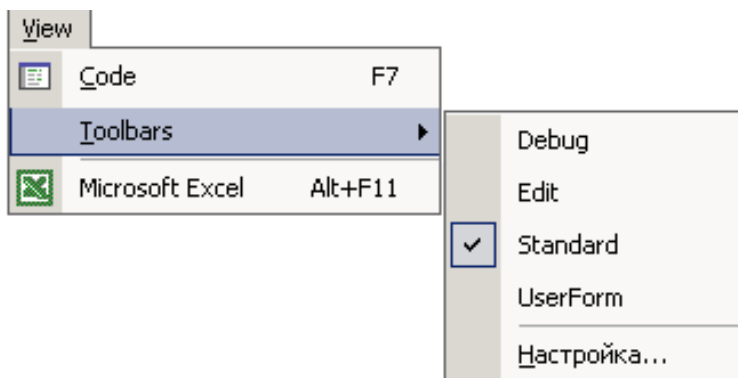 View
Code F7
Toolbars
Microsoft Excel Alt+F11
Debug
Edit
Standard
UserForm
Настройка...